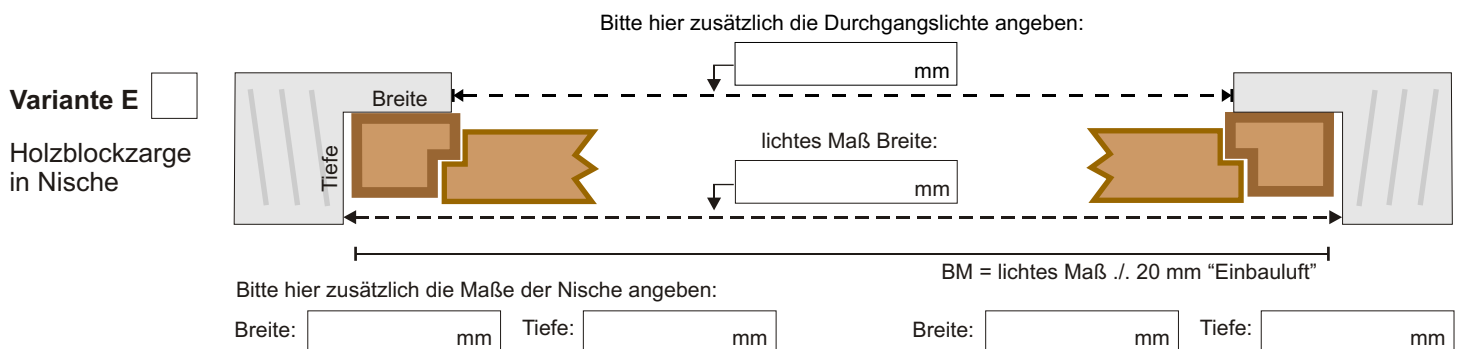 Bitte hier zusätzlich die Durchgangslichte angeben:
mm
Variante E
Breite
Holzblockzarge
in Nische
Tiefe
lichtes Maß Breite:
mm
BM = lichtes Maß ./. 20 mm “Einbauluft”
Bitte hier zusätzlich die Maße der Nische angeben:
Breite: mm Tiefe: mm Breite: mm Tiefe: mm